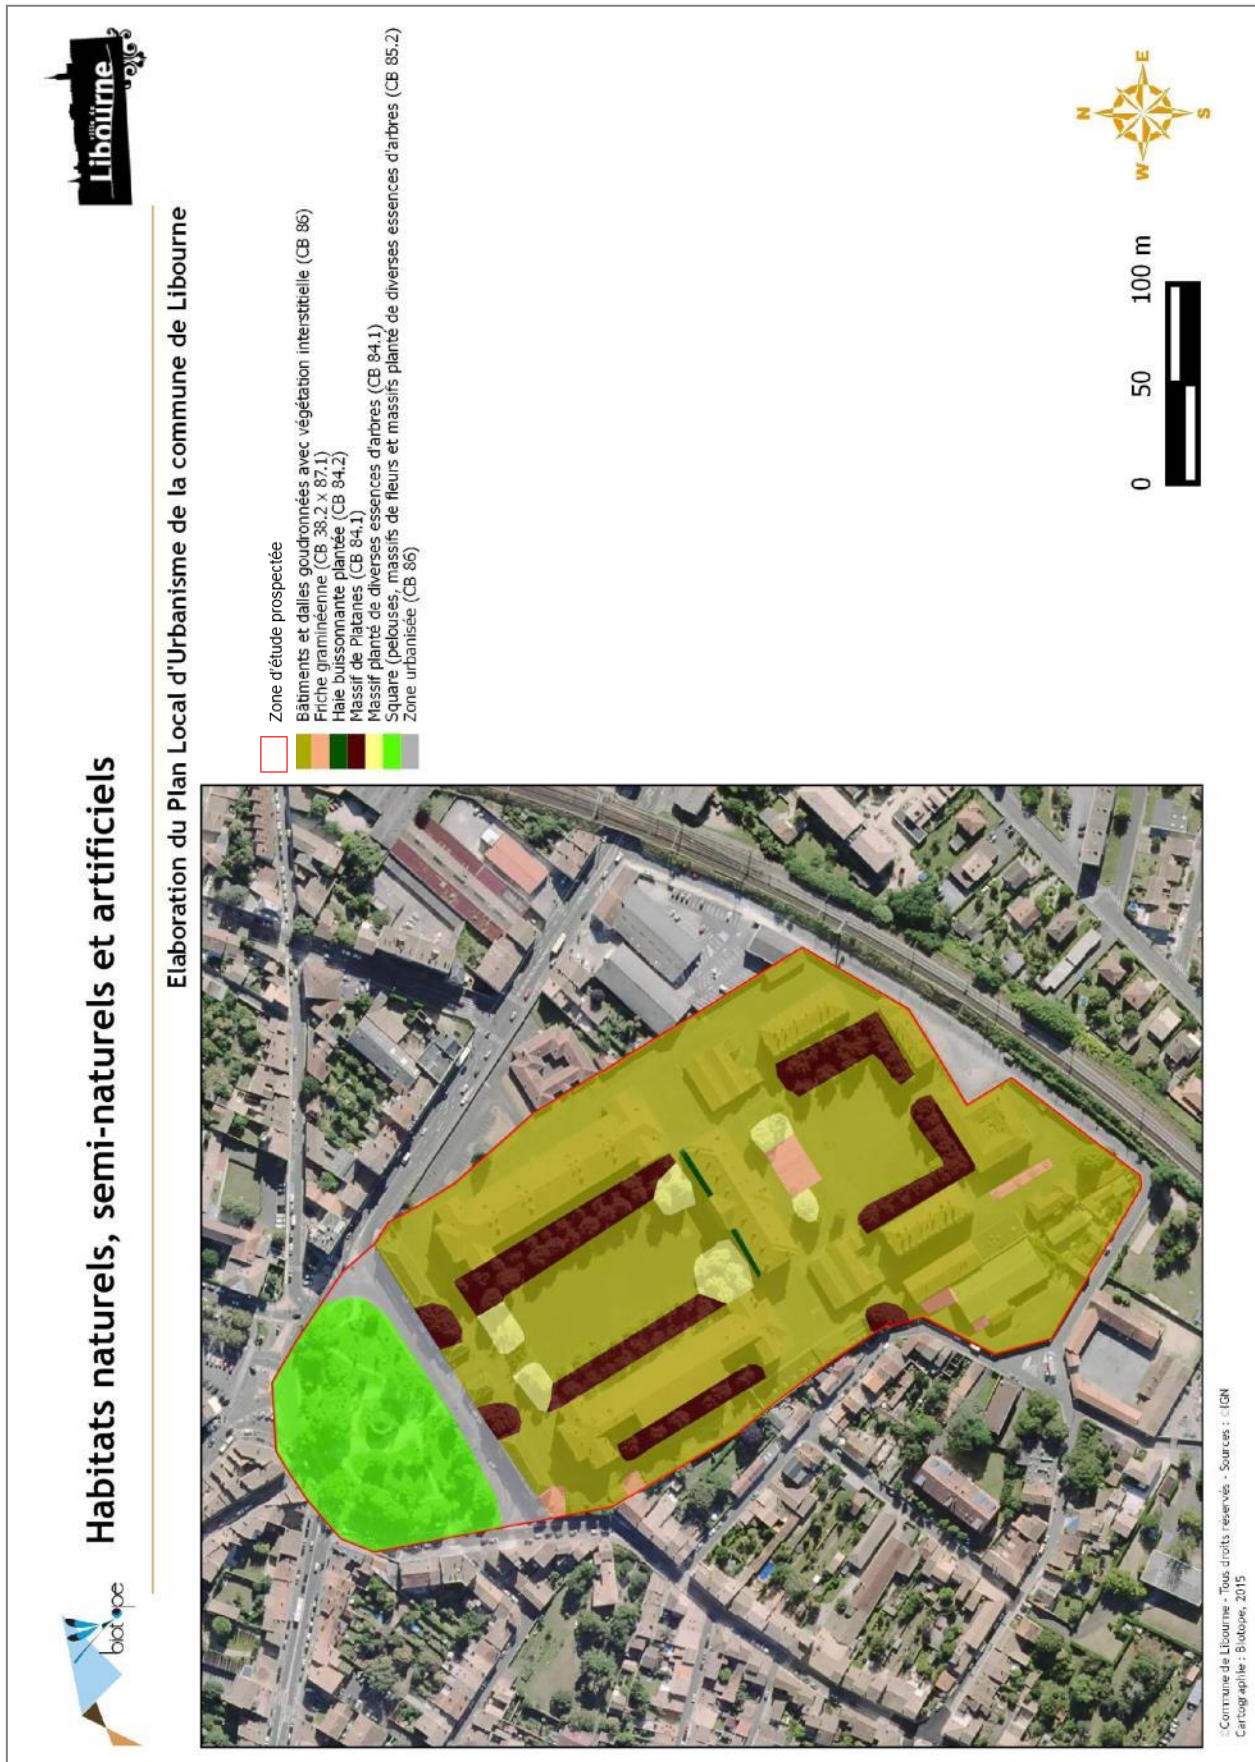 biotope
Habitats naturels, semi-naturels et artificiels
ville de
Libourne
Elaboration du Plan Local d'Urbanisme de la commune de Libourne
Zone d'étude prospectée
Bâtiments et dalles goudronnées avec végétation interstitielle (CB 86)
Friche graminéenne (CB 38.2 x 87.1)
Haie buissonnante plantée (CB 84.2)
Massif de Platanes (CB 84.1)
Massif planté de diverses essences d'arbres (CB 84.1)
Square (pelouses, massifs de fleurs et massifs planté de diverses essences d'arbres (CB 85.2)
Zone urbanisée (CB 86)
N
W
E
S
0 50 100 m
©Commune de Libourne - Tous droits réservés - Sources : ©IGN
Cartographie : Biotope, 2015